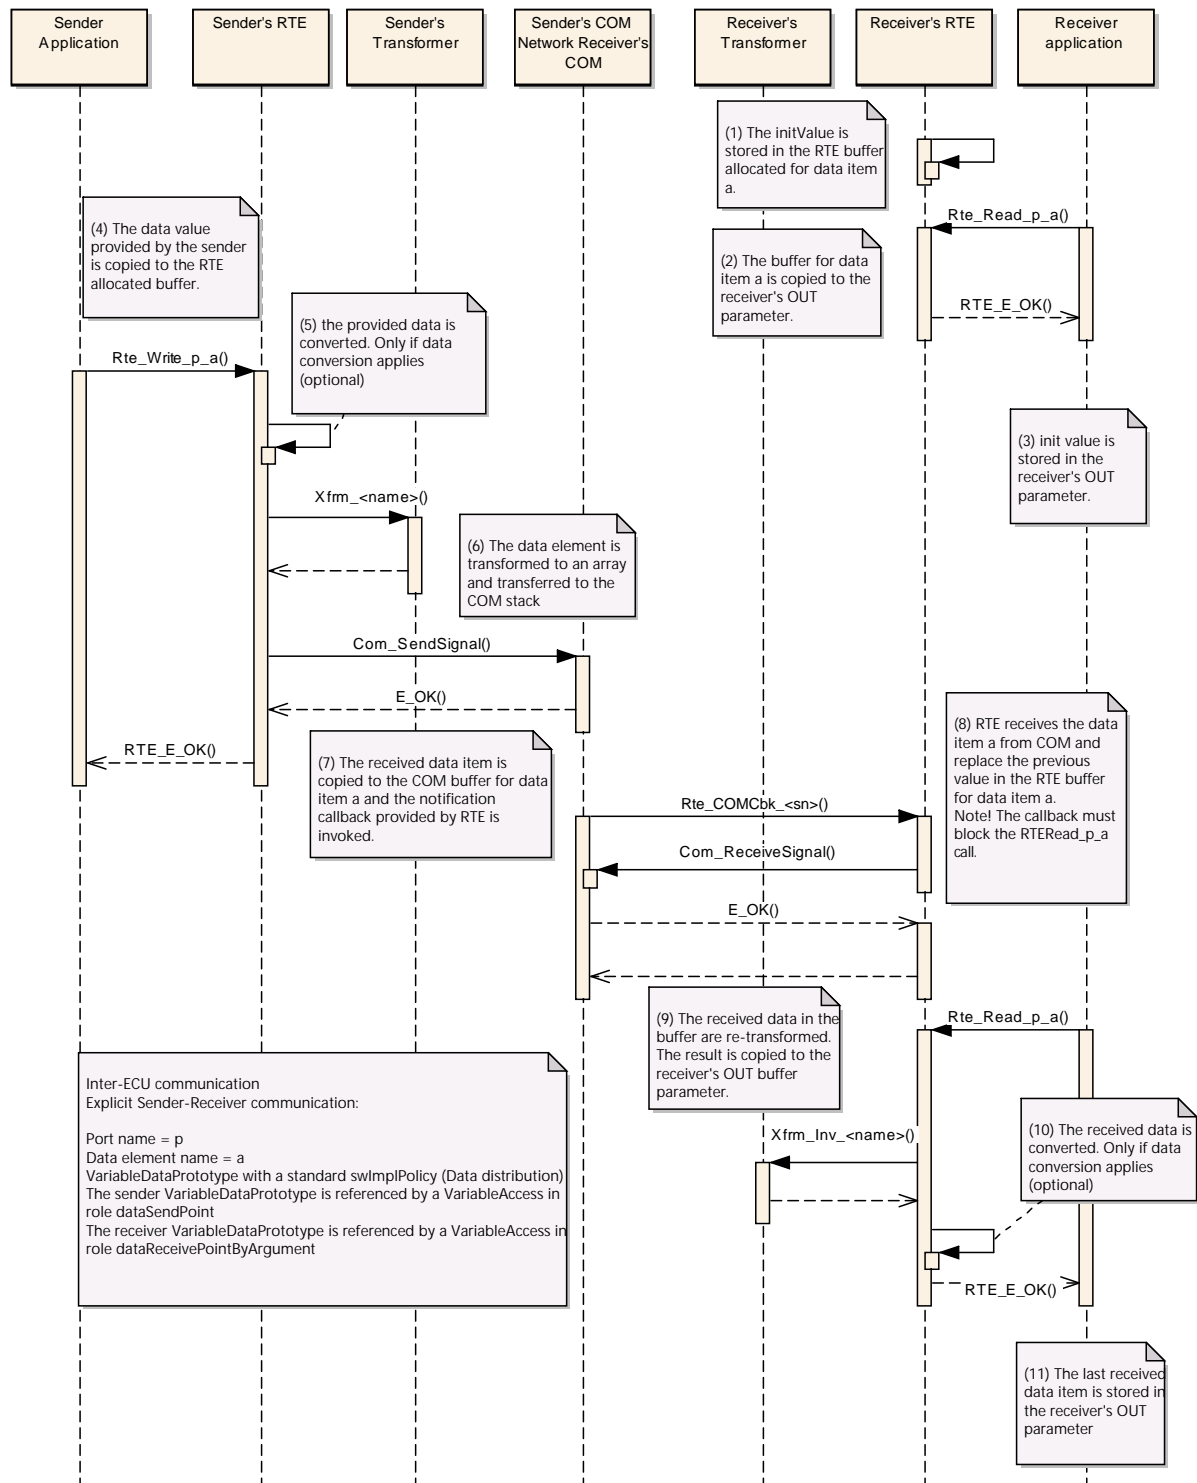 Sender
Application
Sender's RTE
Sender's
Transformer
Sender's COM
Network Receiver's
COM
Receiver's
Transformer
Receiver's RTE
Receiver
application
(1) The initValue is
stored in the RTE buffer
allocated for data item
a.
Rte_Read_p_a()
(4) The data value
provided by the sender
is copied to the RTE
allocated buffer.
(2) The buffer for data
item a is copied to the
receiver's OUT
parameter.
RTE_E_OK()
(5) the provided data is
converted. Only if data
conversion applies
(optional)
Rte_Write_p_a()
(3) init value is
stored in the
receiver's OUT
parameter.
Xfrm_<name>()
(6) The data element is
transformed to an array
and transferred to the
COM stack
Com_SendSignal()
E_OK()
RTE_E_OK()
(7) The received data item is
copied to the COM buffer for data
item a and the notification
callback provided by RTE is
invoked.
(8) RTE receives the data
item a from COM and
replace the previous
value in the RTE buffer
for data item a.
Note! The callback must
block the RTERead_p_a
call.
Rte_COMCbk_<sn>()
Com_ReceiveSignal()
E_OK()
(9) The received data in the
buffer are re-transformed.
The result is copied to the
receiver's OUT buffer
parameter.
Rte_Read_p_a()
Inter-ECU communication
Explicit Sender-Receiver communication:
Port name = p
Data element name = a
VariableDataPrototype with a standard swImplPolicy (Data distribution)
The sender VariableDataPrototype is referenced by a VariableAccess in
role dataSendPoint
The receiver VariableDataPrototype is referenced by a VariableAccess in
role dataReceivePointByArgument
Xfrm_Inv_<name>()
(10) The received data is
converted. Only if data
conversion applies
(optional)
RTE_E_OK()
(11) The last received
data item is stored in
the receiver's OUT
parameter